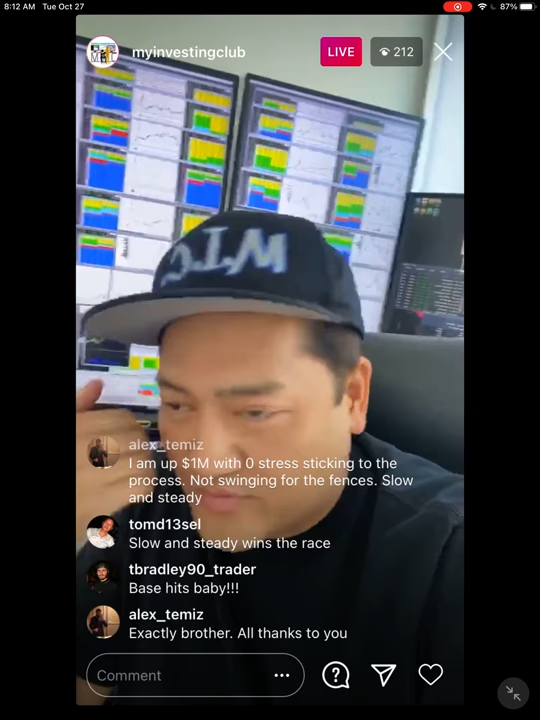 8:12 AM Tue Oct 27
87%
myinvestingclub
LIVE
212
alex_temiz
I am up $1M with 0 stress sticking to the
process. Not swinging for the fences. Slow
and steady
tomd13sel
Slow and steady wins the race
tbradley90_trader
Base hits baby!!!
alex_temiz
Exactly brother. All thanks to you
Comment